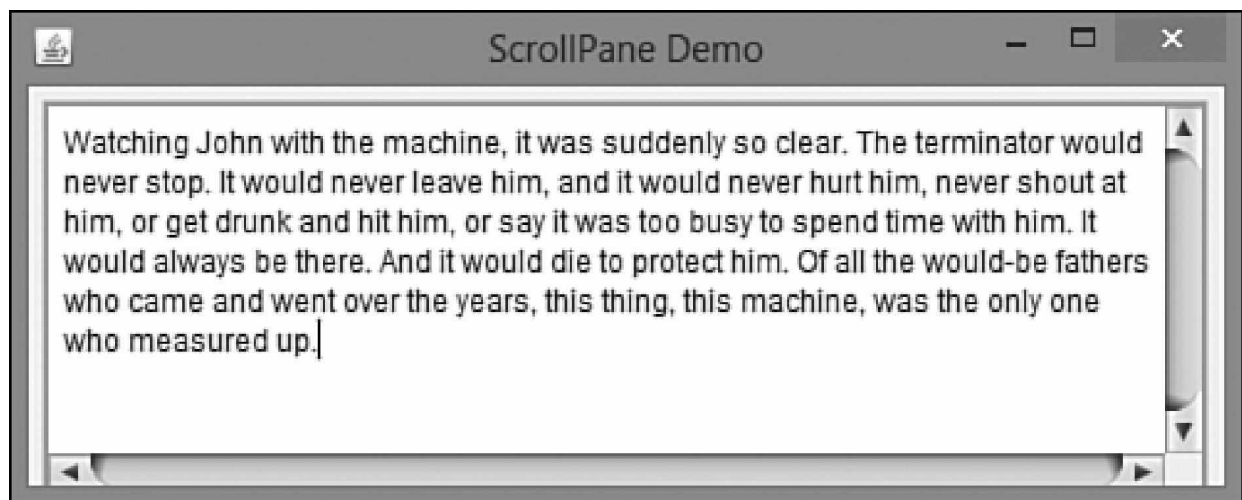 ScrollPane Demo
Watching John with the machine, it was suddenly so clear. The terminator would
never stop. It would never leave him, and it would never hurt him, never shout at
him, or get drunk and hit him, or say it was too busy to spend time with him. It
would always be there. And it would die to protect him. Of all the would-be fathers
who came and went over the years, this thing, this machine, was the only one
who measured up.